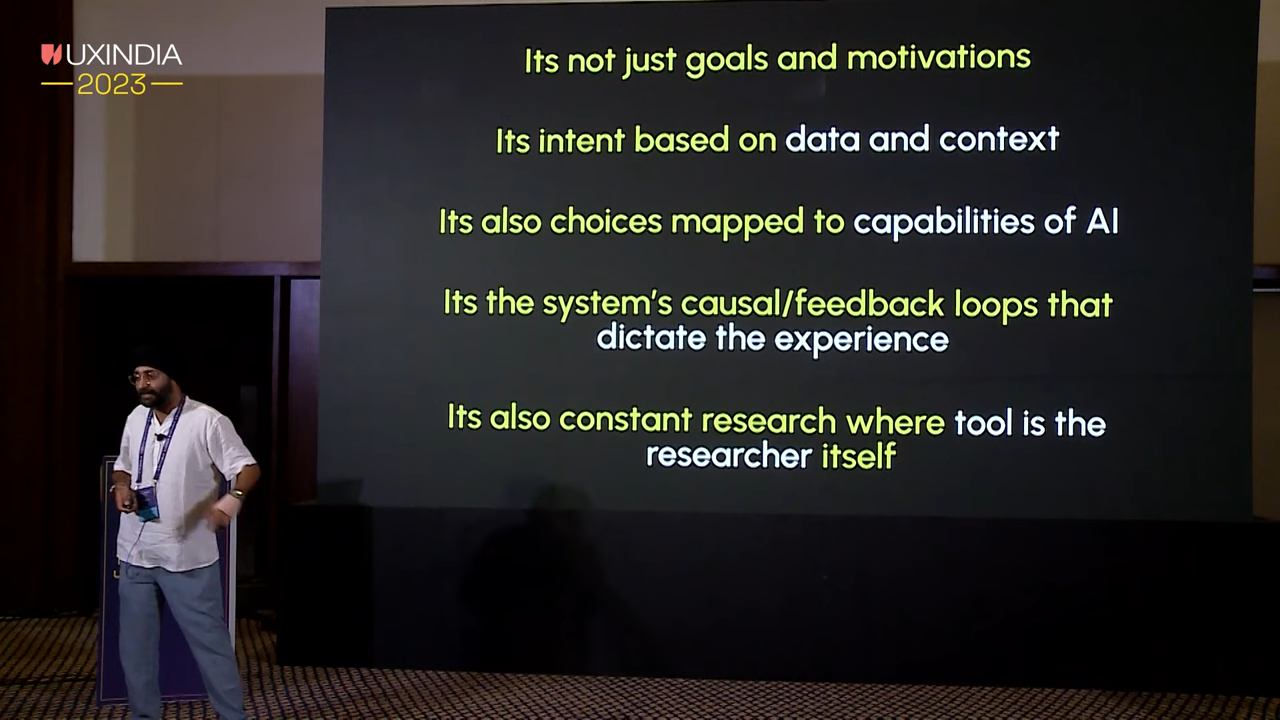 UXINDIA
2023
Its not just goals and motivations
Its intent based on data and context
Its also choices mapped to capabilities of AI
Its the system's causal/feedback loops that
dictate the experience
Its also constant research where tool is the
researcher itself